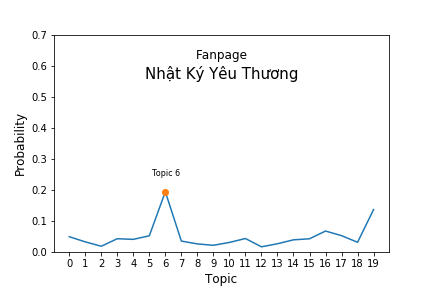 Fanpage
Nhật Ký Yêu Thương
Topic 6
Probability
0.7
0.6
0.5
0.4
0.3
0.2
0.1
0.0
0 1 2 3 4 5 6 7 8 9 10 11 12 13 14 15 16 17 18 19
Topic